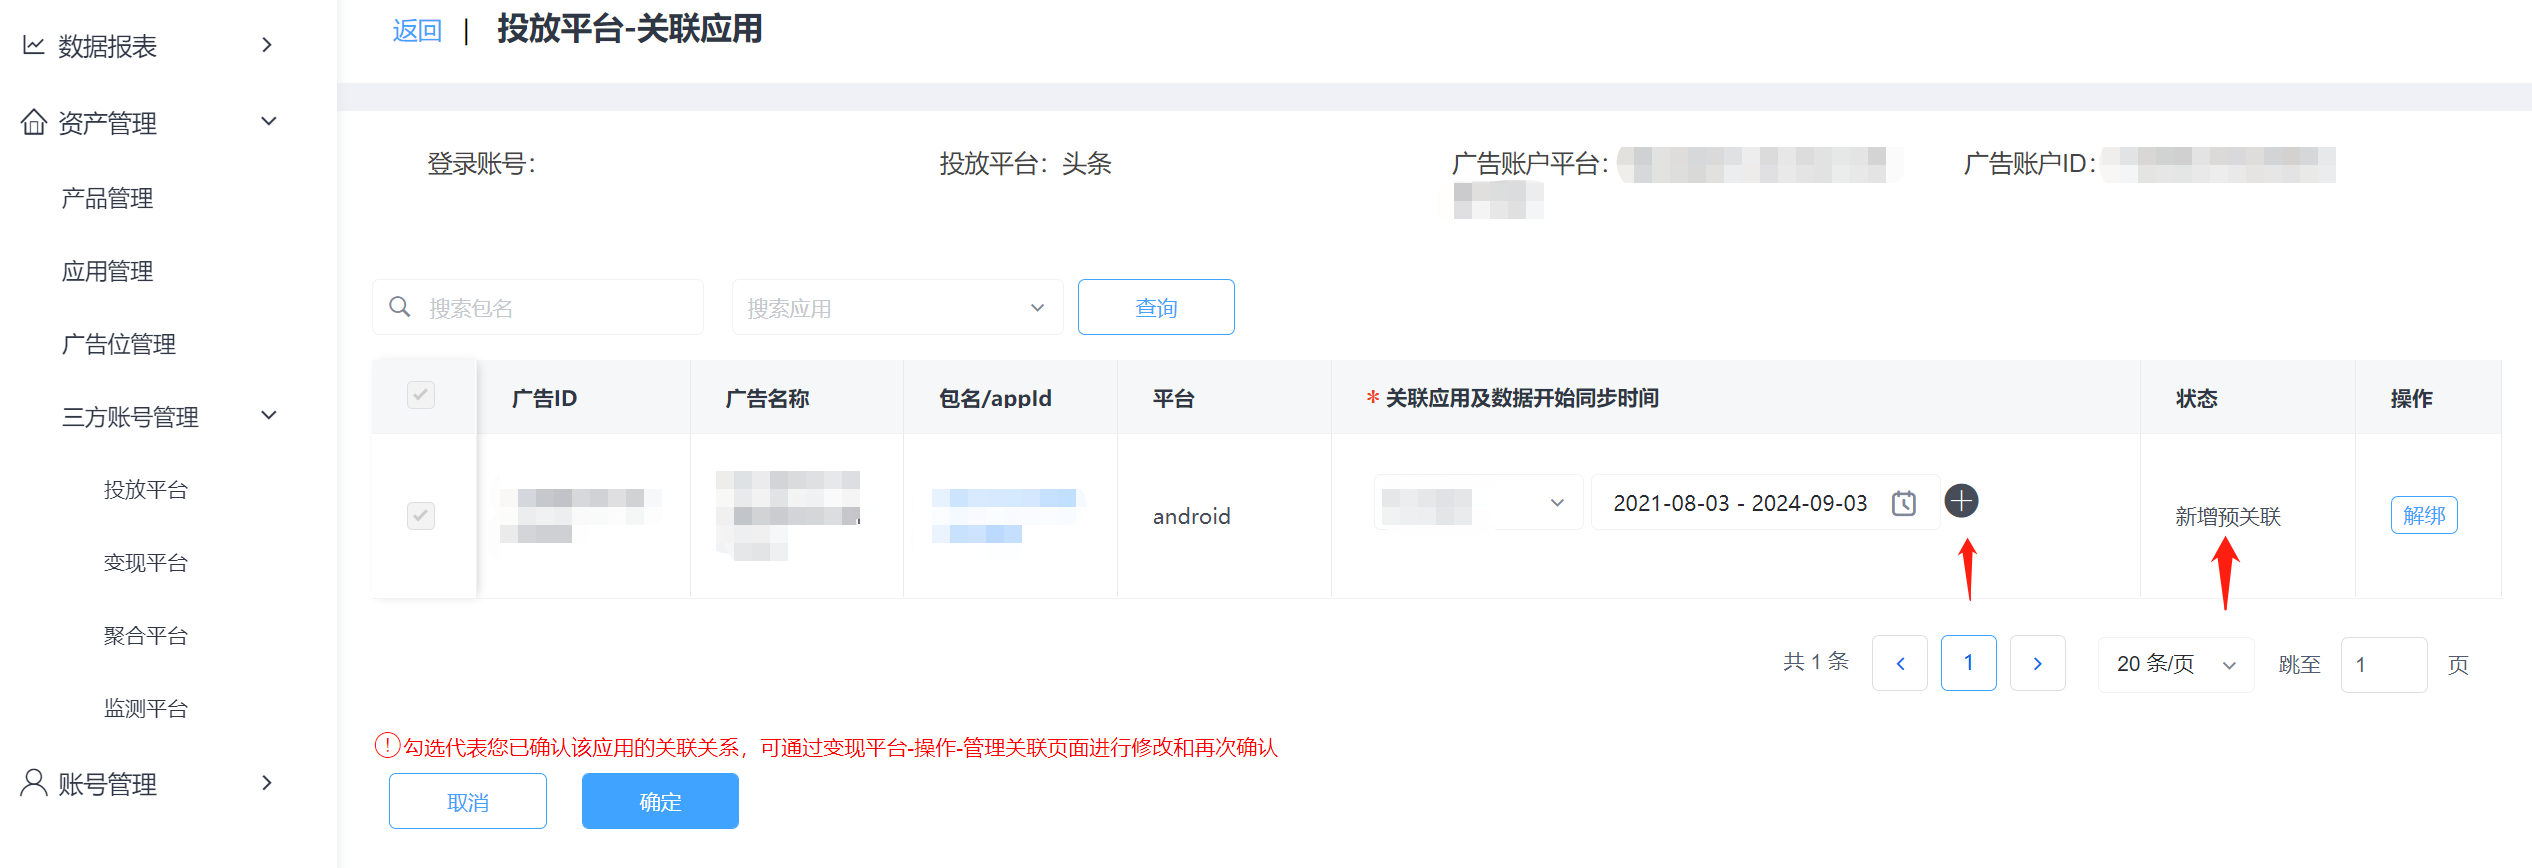 数据报表
资产管理
产品管理
应用管理
广告位管理
三方账号管理
投放平台
变现平台
聚合平台
监测平台
账号管理
返回 | 投放平台-关联应用
登录账号： 投放平台：头条 广告账户平台： 广告账户ID：
搜索包名 搜索应用 查询
广告ID 广告名称 包名/appId 平台 * 关联应用及数据开始同步时间 状态 操作
android 2021-08-03 - 2024-09-03 新增预关联 解绑
共 1 条 1 20 条/页 跳至 1 页
勾选代表您已确认该应用的关联关系，可通过变现平台-操作-管理关联页面进行修改和再次确认
取消 确定